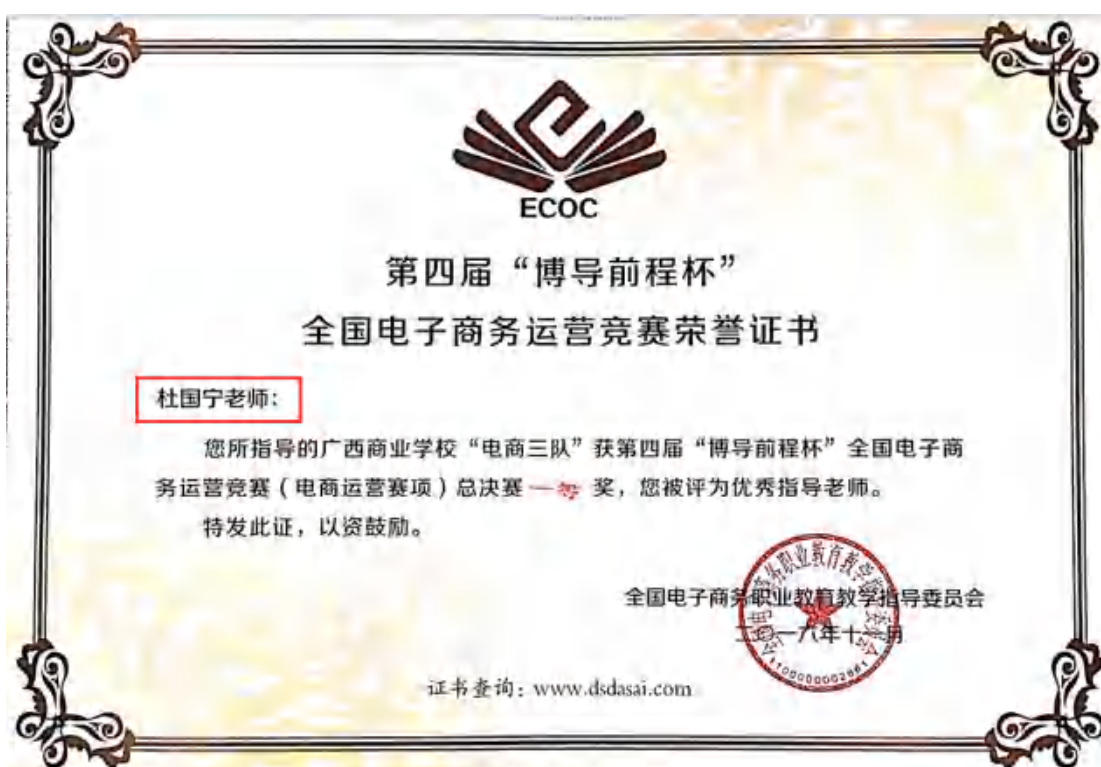 ECOC
第四届“博导前程杯”
全国电子商务运营竞赛荣誉证书
杜国宁老师：
您所指导的广西商业学校“电商三队”获第四届“博导前程杯”全国电子商
务运营竞赛（电商运营赛项）总决赛一等 奖，您被评为优秀指导老师。
特发此证，以资鼓励。
全国电子商务职业教育教学指导委员会
一六年十 月
证书查询：www.dsdasai.com